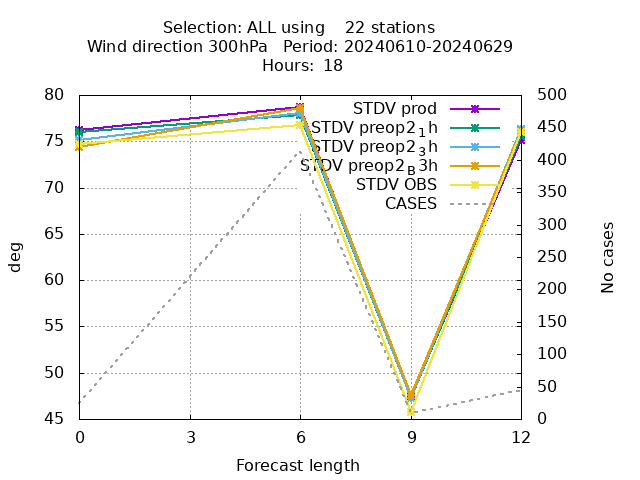 Selection: ALL using 22 stations
Wind direction 300hPa Period: 20240610-20240629
Hours: 18
80
75
70
65
60
55
50
45
500
450
400
350
300
250
200
150
100
50
0
STDV prod
STDV preop2₁h
STDV preop2₃h
STDV preop2_B3h
STDV OBS
CASES
deg
No cases
0 3 6 9 12
Forecast length